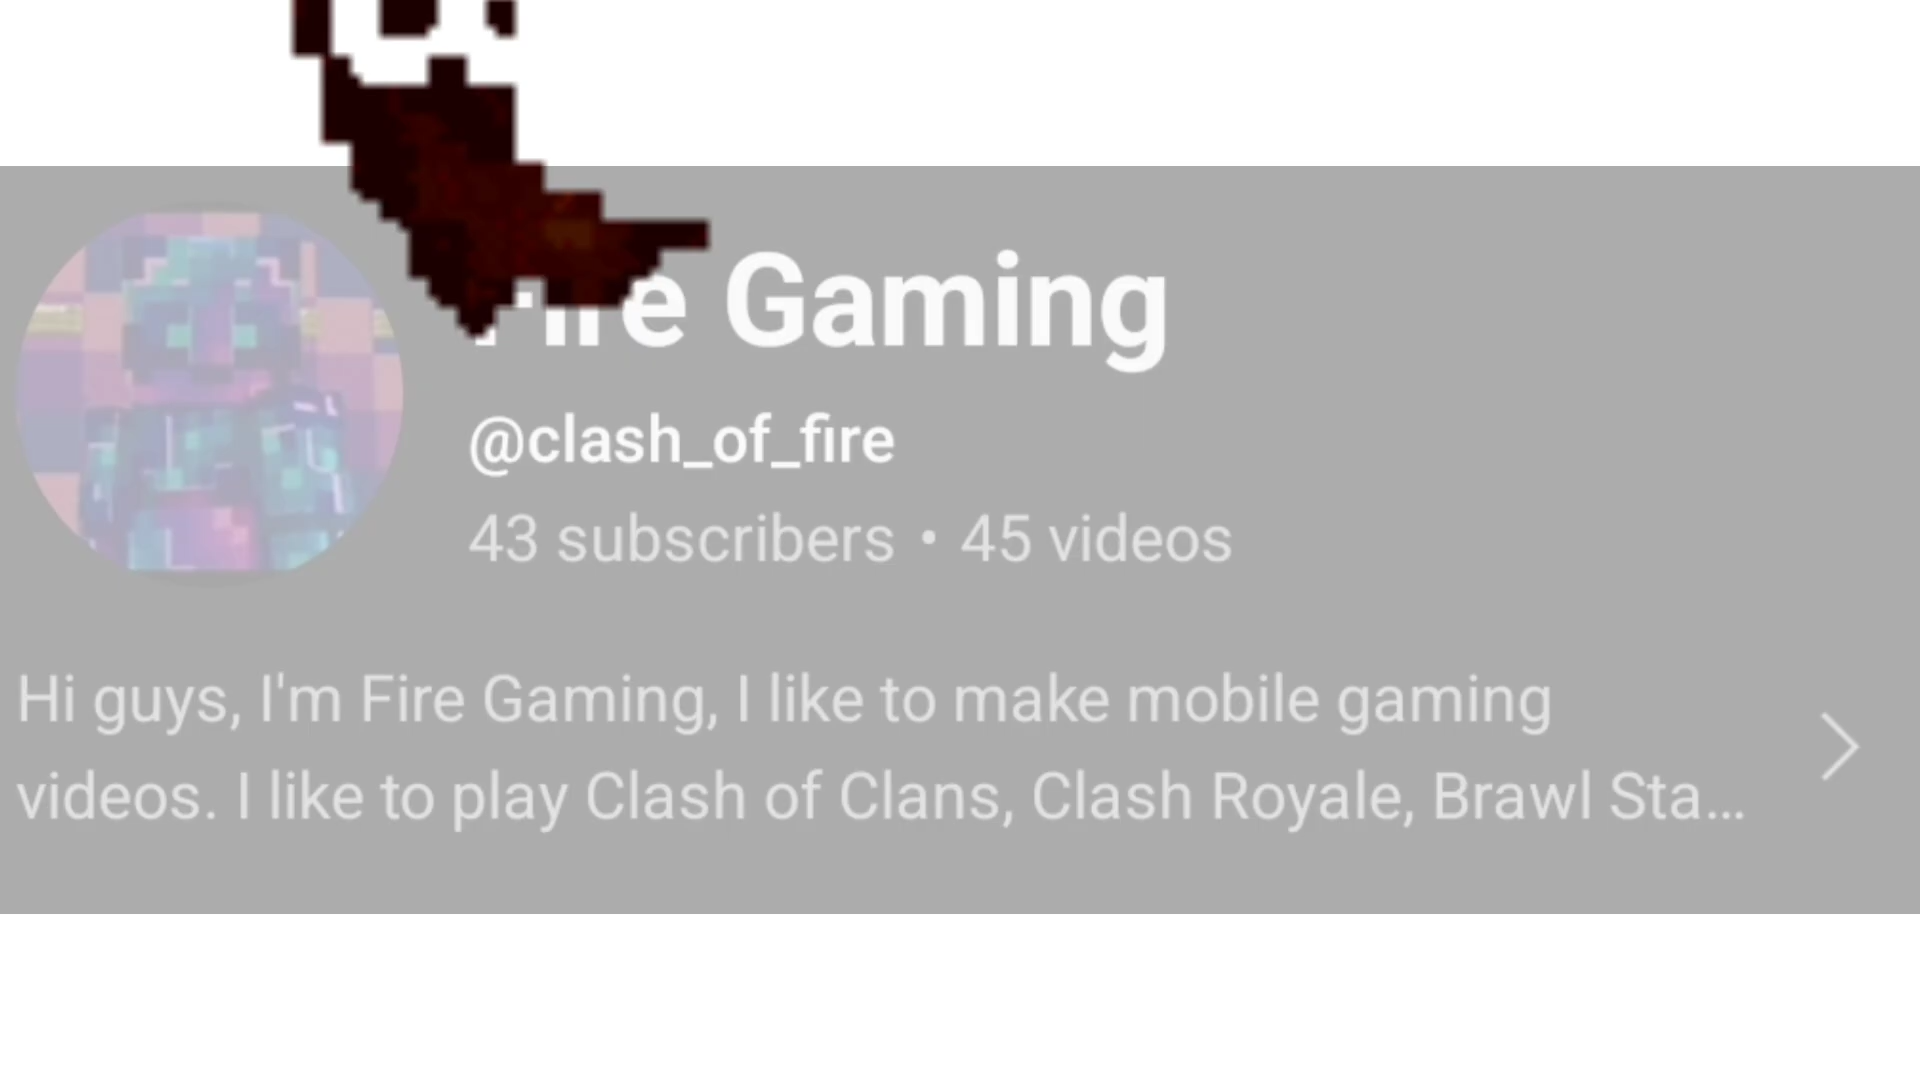 Fire Gaming
@clash_of_fire
43 subscribers • 45 videos
Hi guys, I'm Fire Gaming, I like to make mobile gaming
videos. I like to play Clash of Clans, Clash Royale, Brawl Sta...